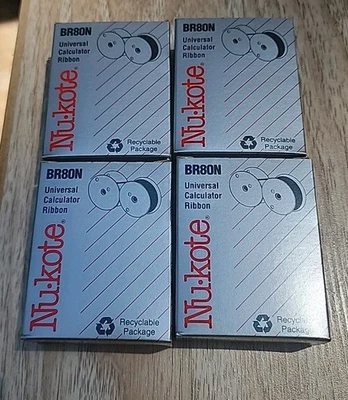 BR80N
Universal
Calculator
Ribbon
Nu·kote®
Recyclable
Package
BR80N
Universal
Calculator
Ribbon
Nu·kote®
Recyclable
Package
BR80N
Universal
Calculator
Ribbon
Nu·kote®
Recyclable
Package
BR80N
Universal
Calculator
Ribbon
Nu·kote®
Recyclable
Package